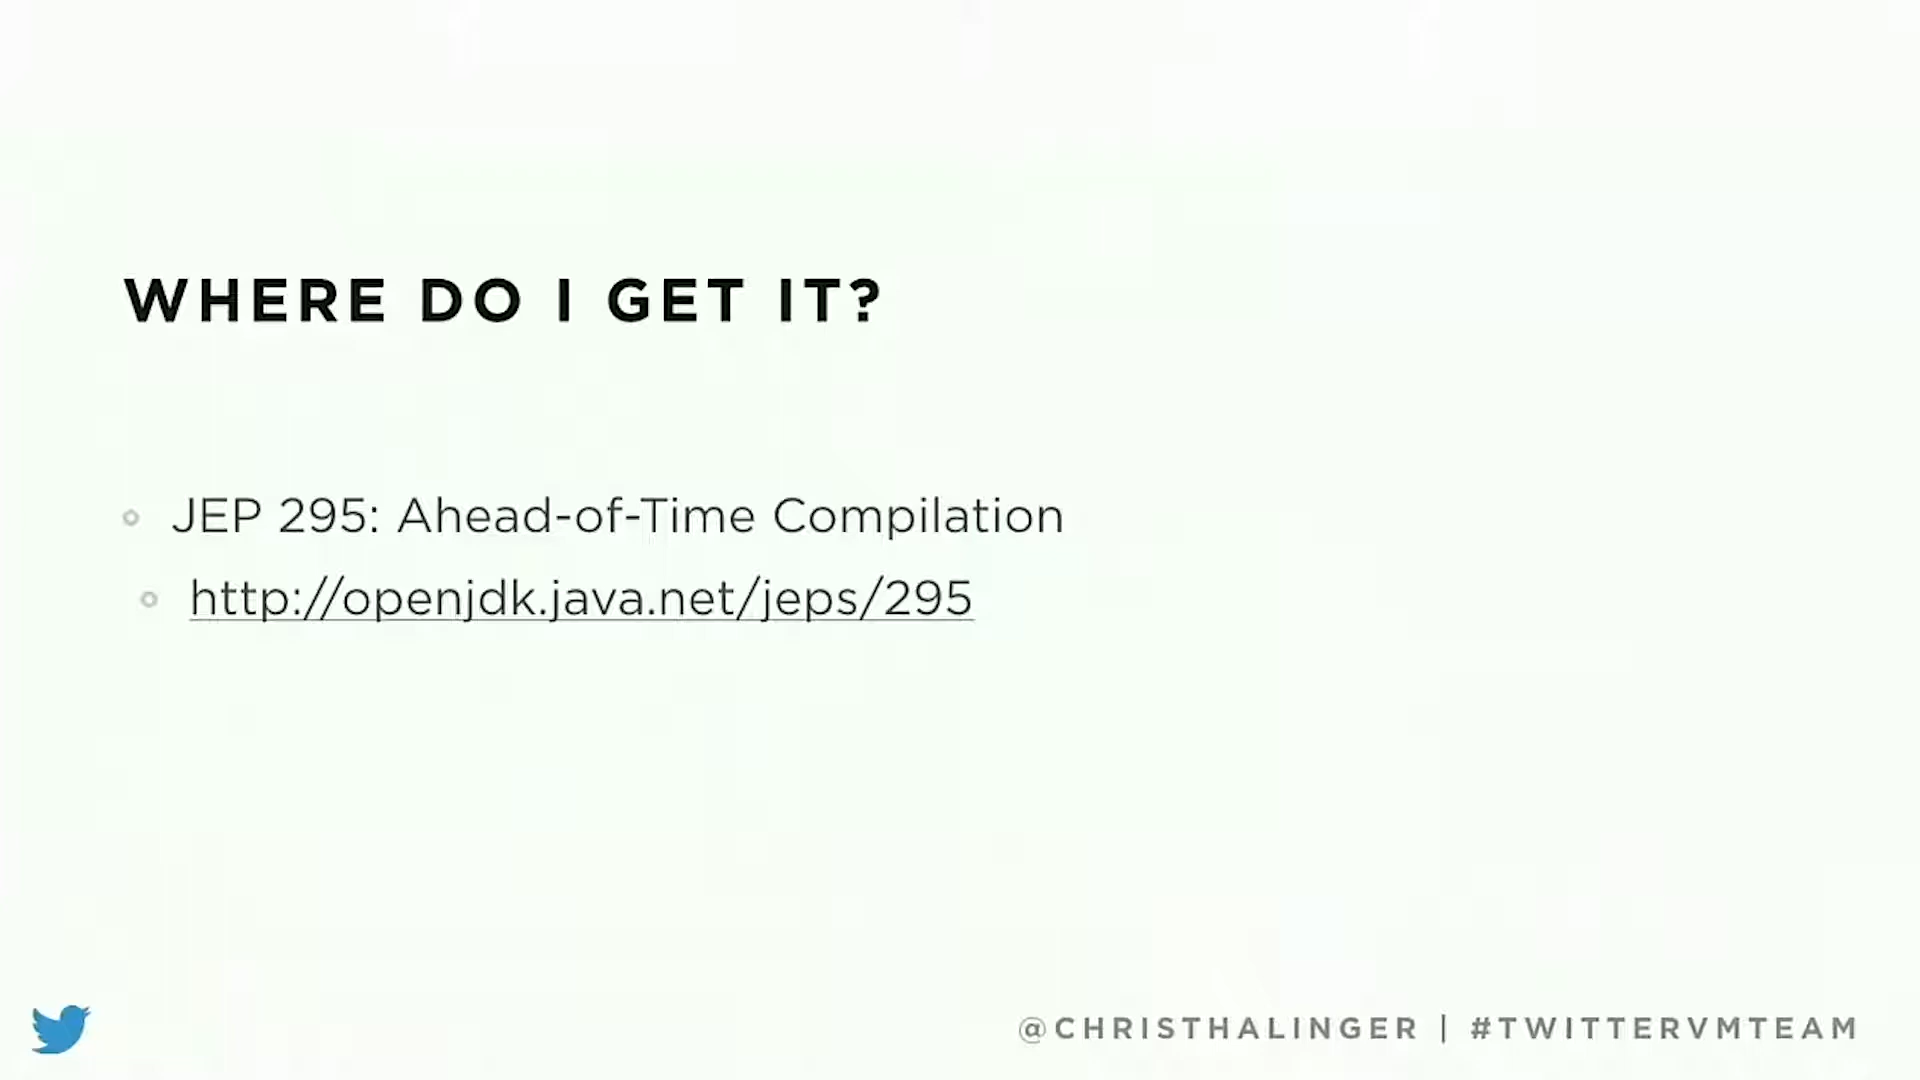 WHERE DO I GET IT?
JEP 295: Ahead-of-Time Compilation
http://openjdk.java.net/jeps/295
@CHRISTHALINGER | #TWITTERVMTEAM